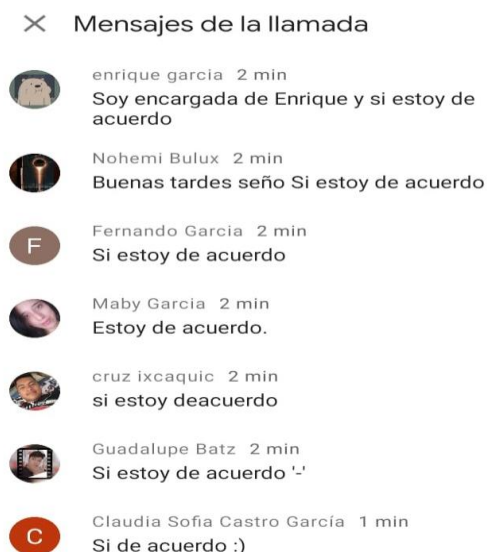 Mensajes de la llamada
enrique garcia 2 min
Soy encargada de Enrique y si estoy de
acuerdo
Nohemi Bulux 2 min
Buenas tardes seño Si estoy de acuerdo
F
Fernando Garcia 2 min
Si estoy de acuerdo
Maby Garcia 2 min
Estoy de acuerdo.
cruz ixcaquic 2 min
si estoy deacuerdo
Guadalupe Batz 2 min
Si estoy de acuerdo '-'
C
Claudia Sofia Castro García 1 min
Si de acuerdo :)